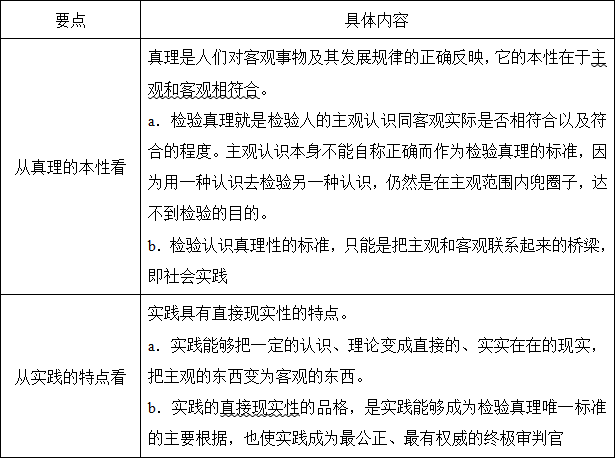 要点
具体内容
从真理的本性看
真理是人们对客观事物及其发展规律的正确反映，它的本性在于主
观和客观相符合。
a．检验真理就是检验人的主观认识同客观实际是否相符合以及符
合的程度。主观认识本身不能自称正确而作为检验真理的标准，因
为用一种认识去检验另一种认识，仍然是在主观范围内兜圈子，达
不到检验的目的。
b．检验认识真理性的标准，只能是把主观和客观联系起来的桥梁，
即社会实践
从实践的特点看
实践具有直接现实性的特点。
a．实践能够把一定的认识、理论变成直接的、实实在在的现实，
把主观的东西变为客观的东西。
b．实践的直接现实性的品格，是实践能够成为检验真理唯一标准
的主要根据，也使实践成为最公正、最有权威的终极审判官